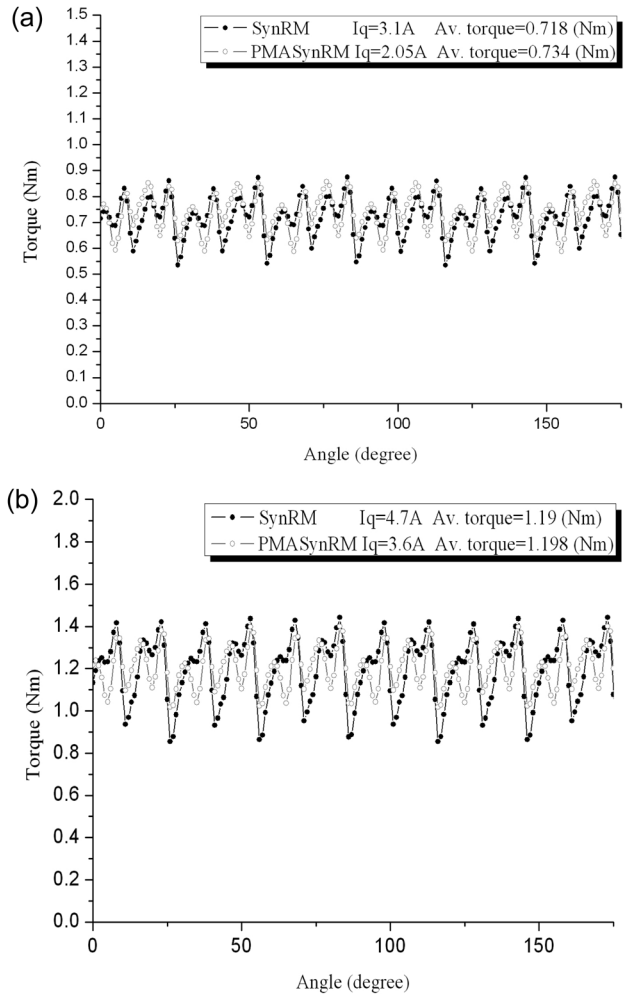 (a)
SynRM Iq=3.1A Av. torque=0.718 (Nm)
PMASynRM Iq=2.05A Av. torque=0.734 (Nm)
1.5
1.4
1.3
1.2
1.1
1.0
0.9
0.8
0.7
0.6
0.5
0.4
0.3
0.2
0.1
0.0
Torque (Nm)
0 50 100 150
Angle (degree)
(b)
SynRM Iq=4.7A Av. torque=1.19 (Nm)
PMASynRM Iq=3.6A Av. torque=1.198 (Nm)
2.0
1.8
1.6
1.4
1.2
1.0
0.8
0.6
0.4
0.2
0.0
Torque (Nm)
0 50 100 150
Angle (degree)